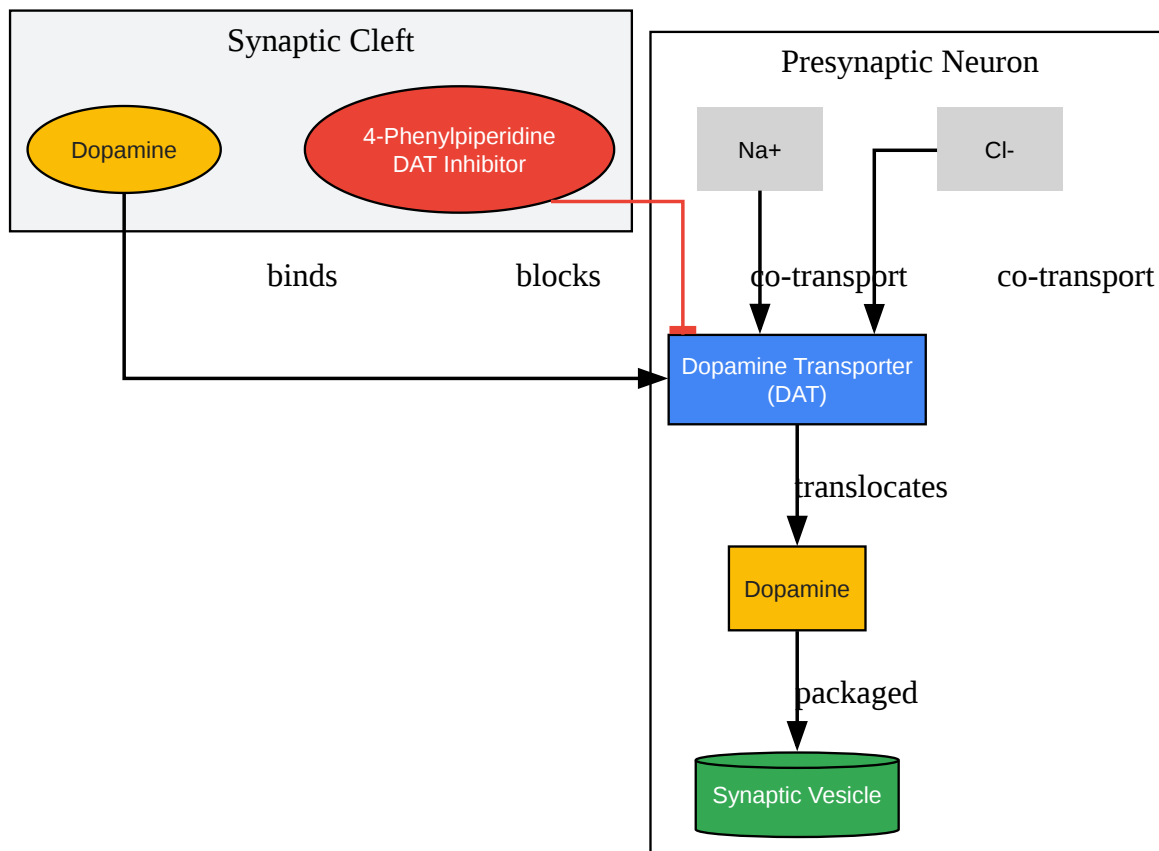 Synaptic Cleft
Presynaptic Neuron
Dopamine
4-Phenylpiperidine
DAT Inhibitor
Na+
Cl-
binds
blocks
co-transport
co-transport
Dopamine Transporter
(DAT)
translocates
Dopamine
packaged
Synaptic Vesicle